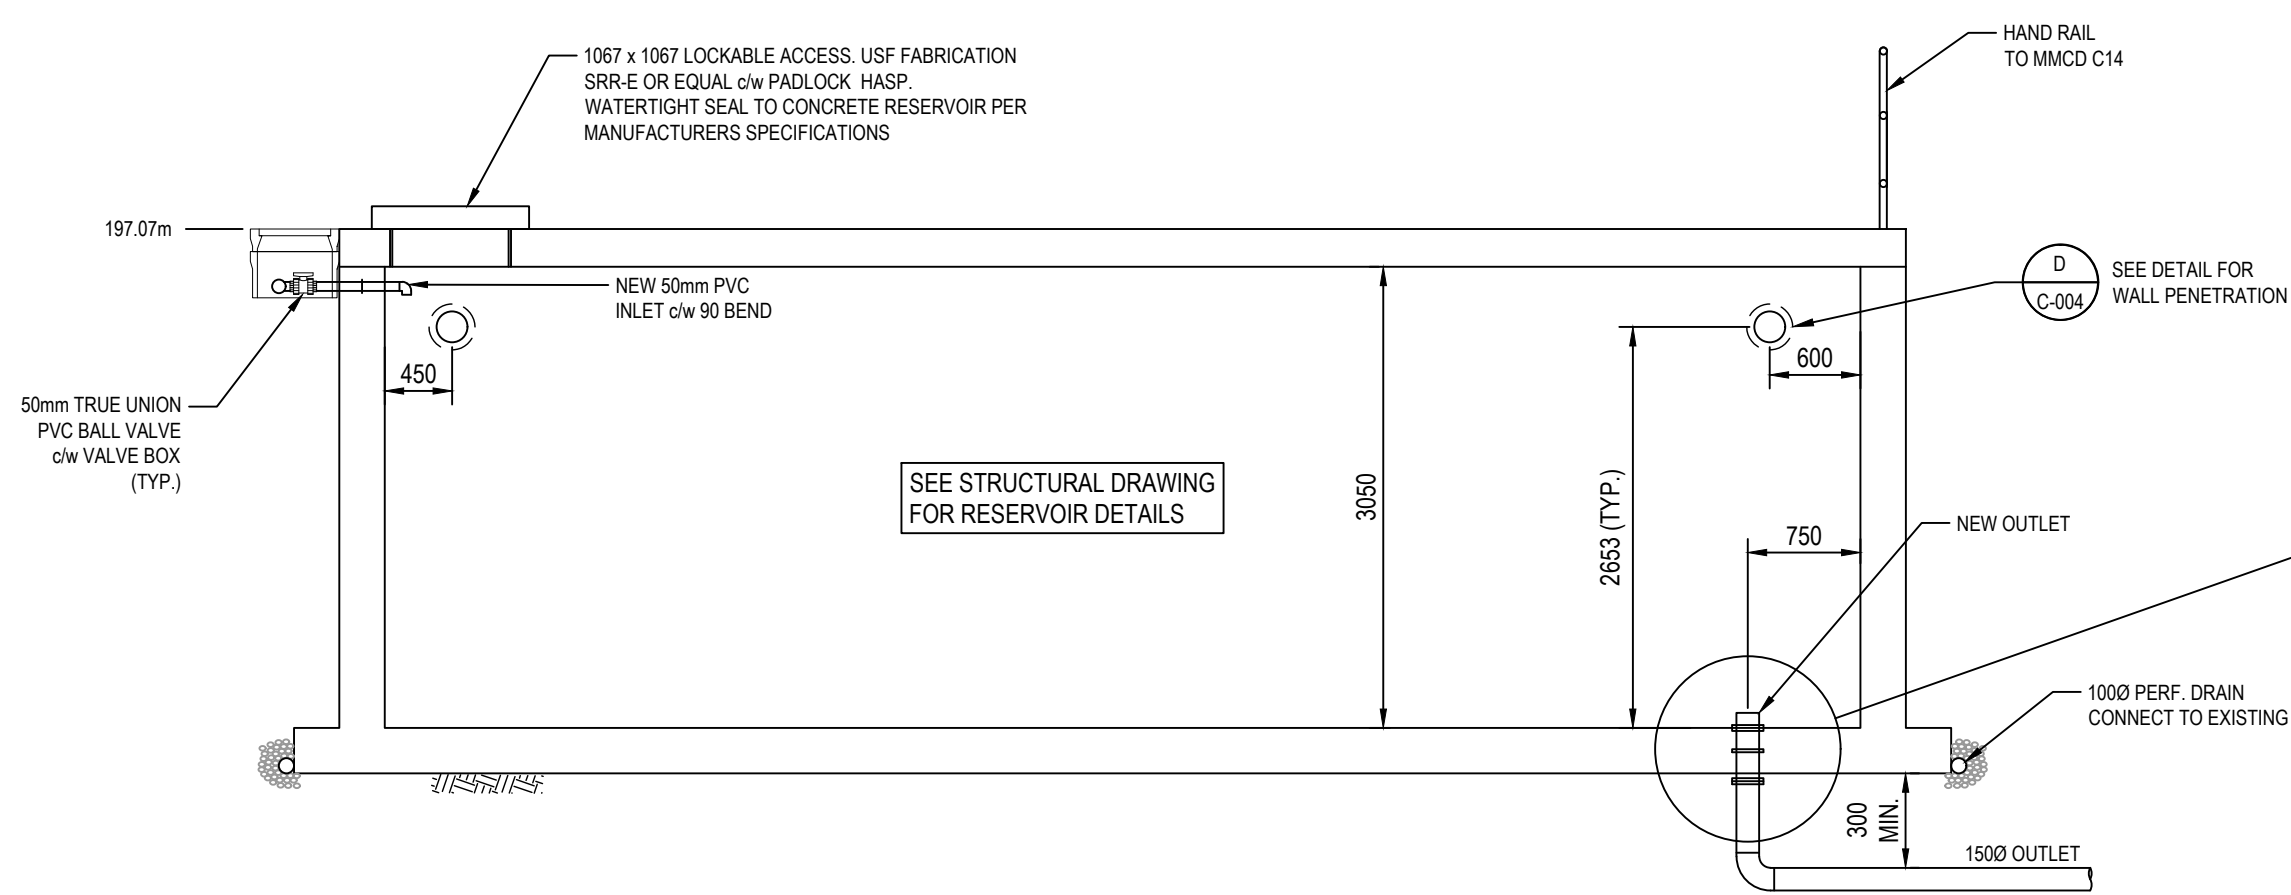 HAND RAIL
TO MMCD C14
1067 x 1067 LOCKABLE ACCESS. USF FABRICATION
SRR-E OR EQUAL c/w PADLOCK HASP.
WATERTIGHT SEAL TO CONCRETE RESERVOIR PER
MANUFACTURERS SPECIFICATIONS
197.07m
NEW 50mm PVC
INLET c/w 90 BEND
D
C-004
SEE DETAIL FOR
WALL PENETRATION
450
600
50mm TRUE UNION
PVC BALL VALVE
c/w VALVE BOX
(TYP.)
SEE STRUCTURAL DRAWING
FOR RESERVOIR DETAILS
3050
2653 (TYP.)
750
NEW OUTLET
100Ø PERF. DRAIN
CONNECT TO EXISTING
300
MIN.
150Ø OUTLET